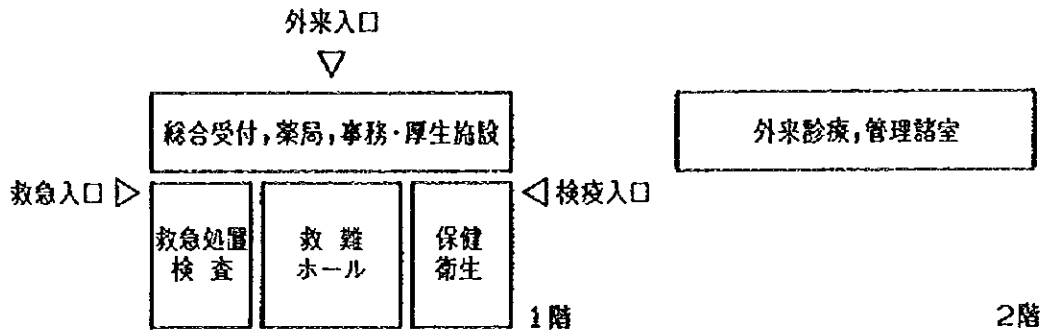 外来入口
総合受付,薬局,事務・厚生施設
外来診療,管理諸室
救急入口
検疫入口
救急処置
検査
救難
ホール
保健
衛生
1階
2階